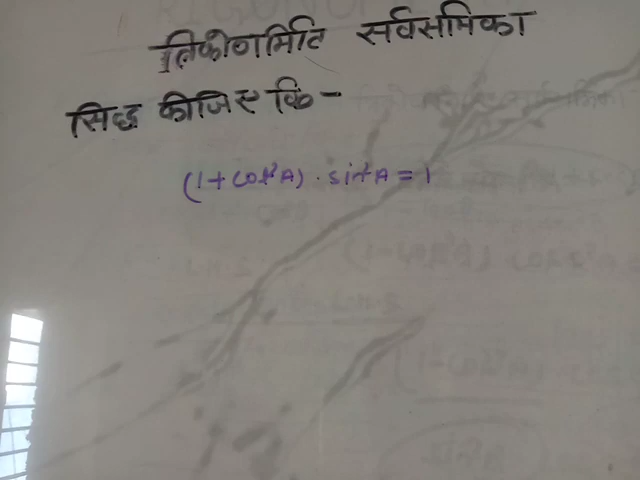 त्रिकोणमिति सर्वसमिका
सिद्ध कीजिए कि -
(1 + cot²A) . sin²A = 1